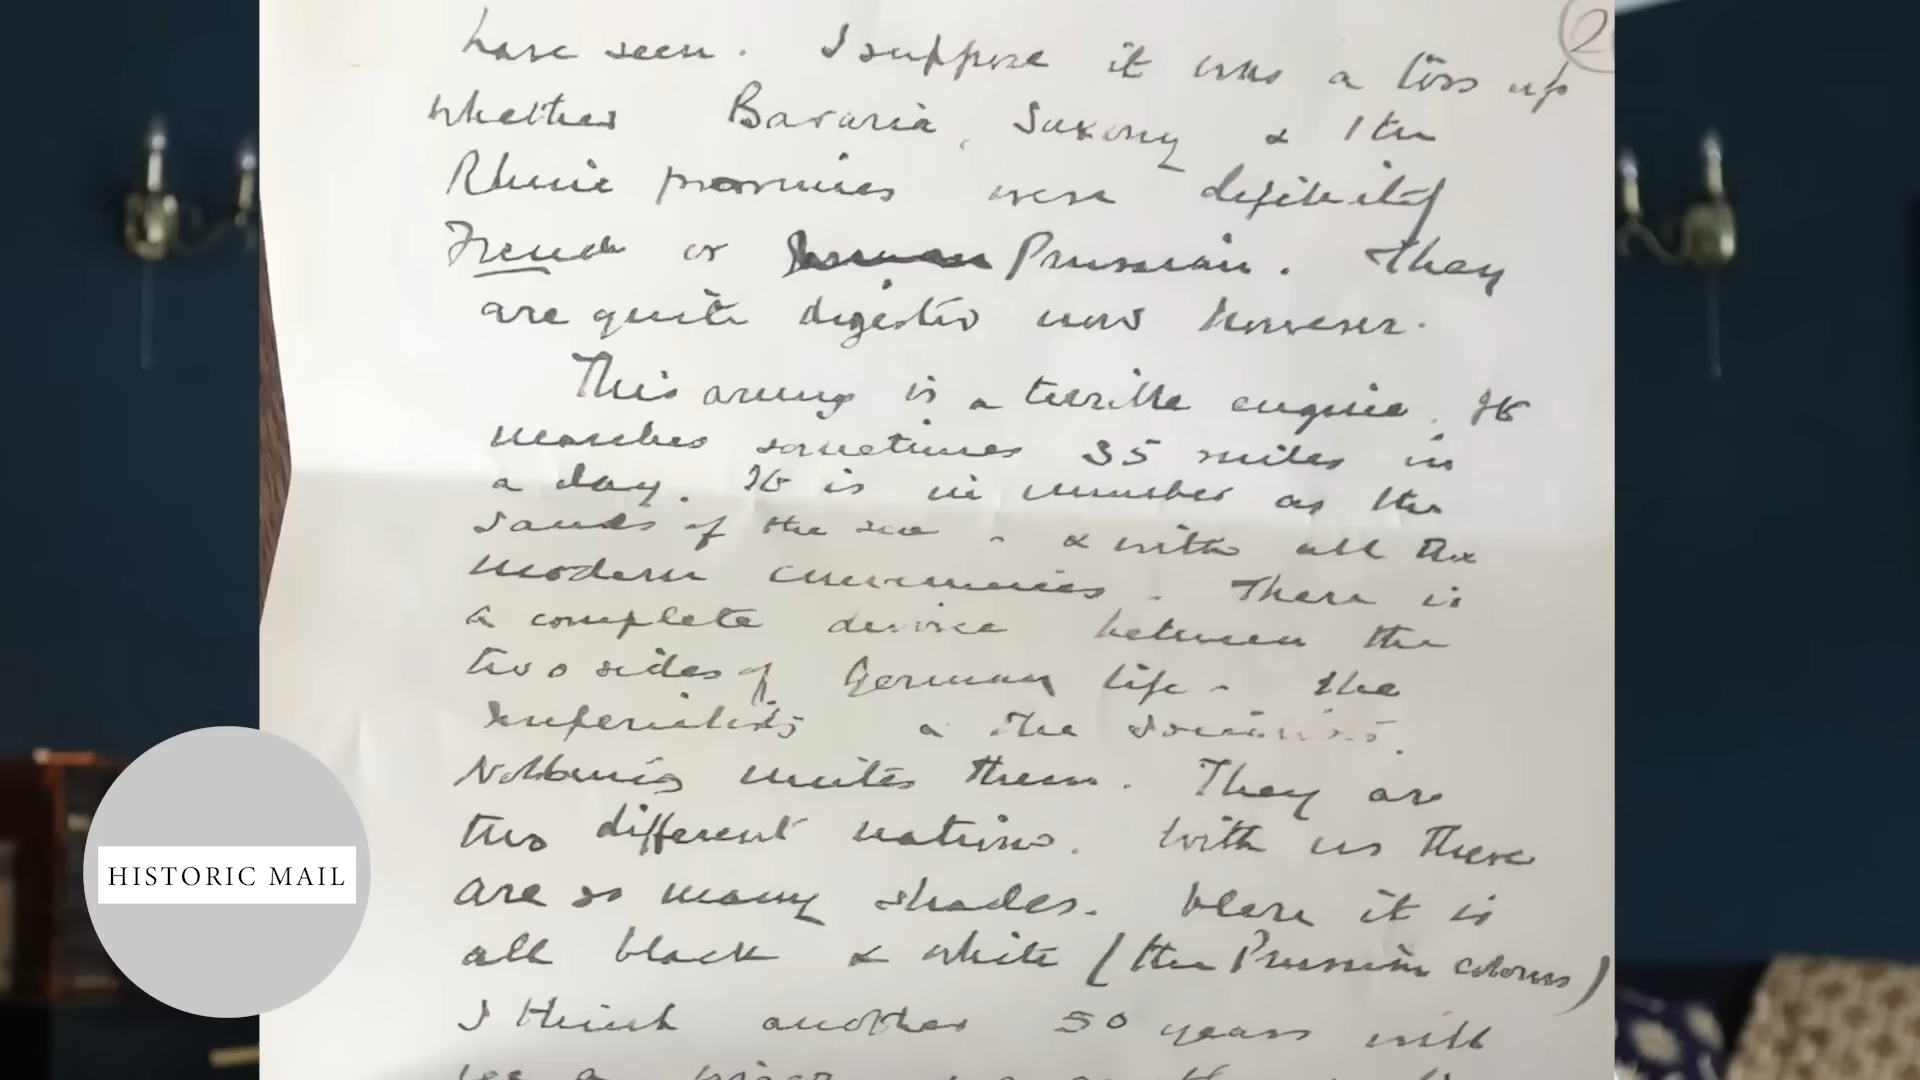 2
have seen. I suppose it was a toss up
whether Bavaria, Saxony & the
Rhine provinces were definitely
French or Prussian. They
are quite digested now however.
This army is a terrible engine. It
marches sometimes 35 miles in
a day. It is in number as the
sands of the sea - & with all the
modern conveniences. There is
a complete divorce between the
two sides of German life - the
Imperialists & the Socialists.
Nothing unites them. They are
two different nations. With us there
are so many shades. Here it is
all black & white (the Prussian colours)
I think another 50 years will
see a
HISTORIC MAIL